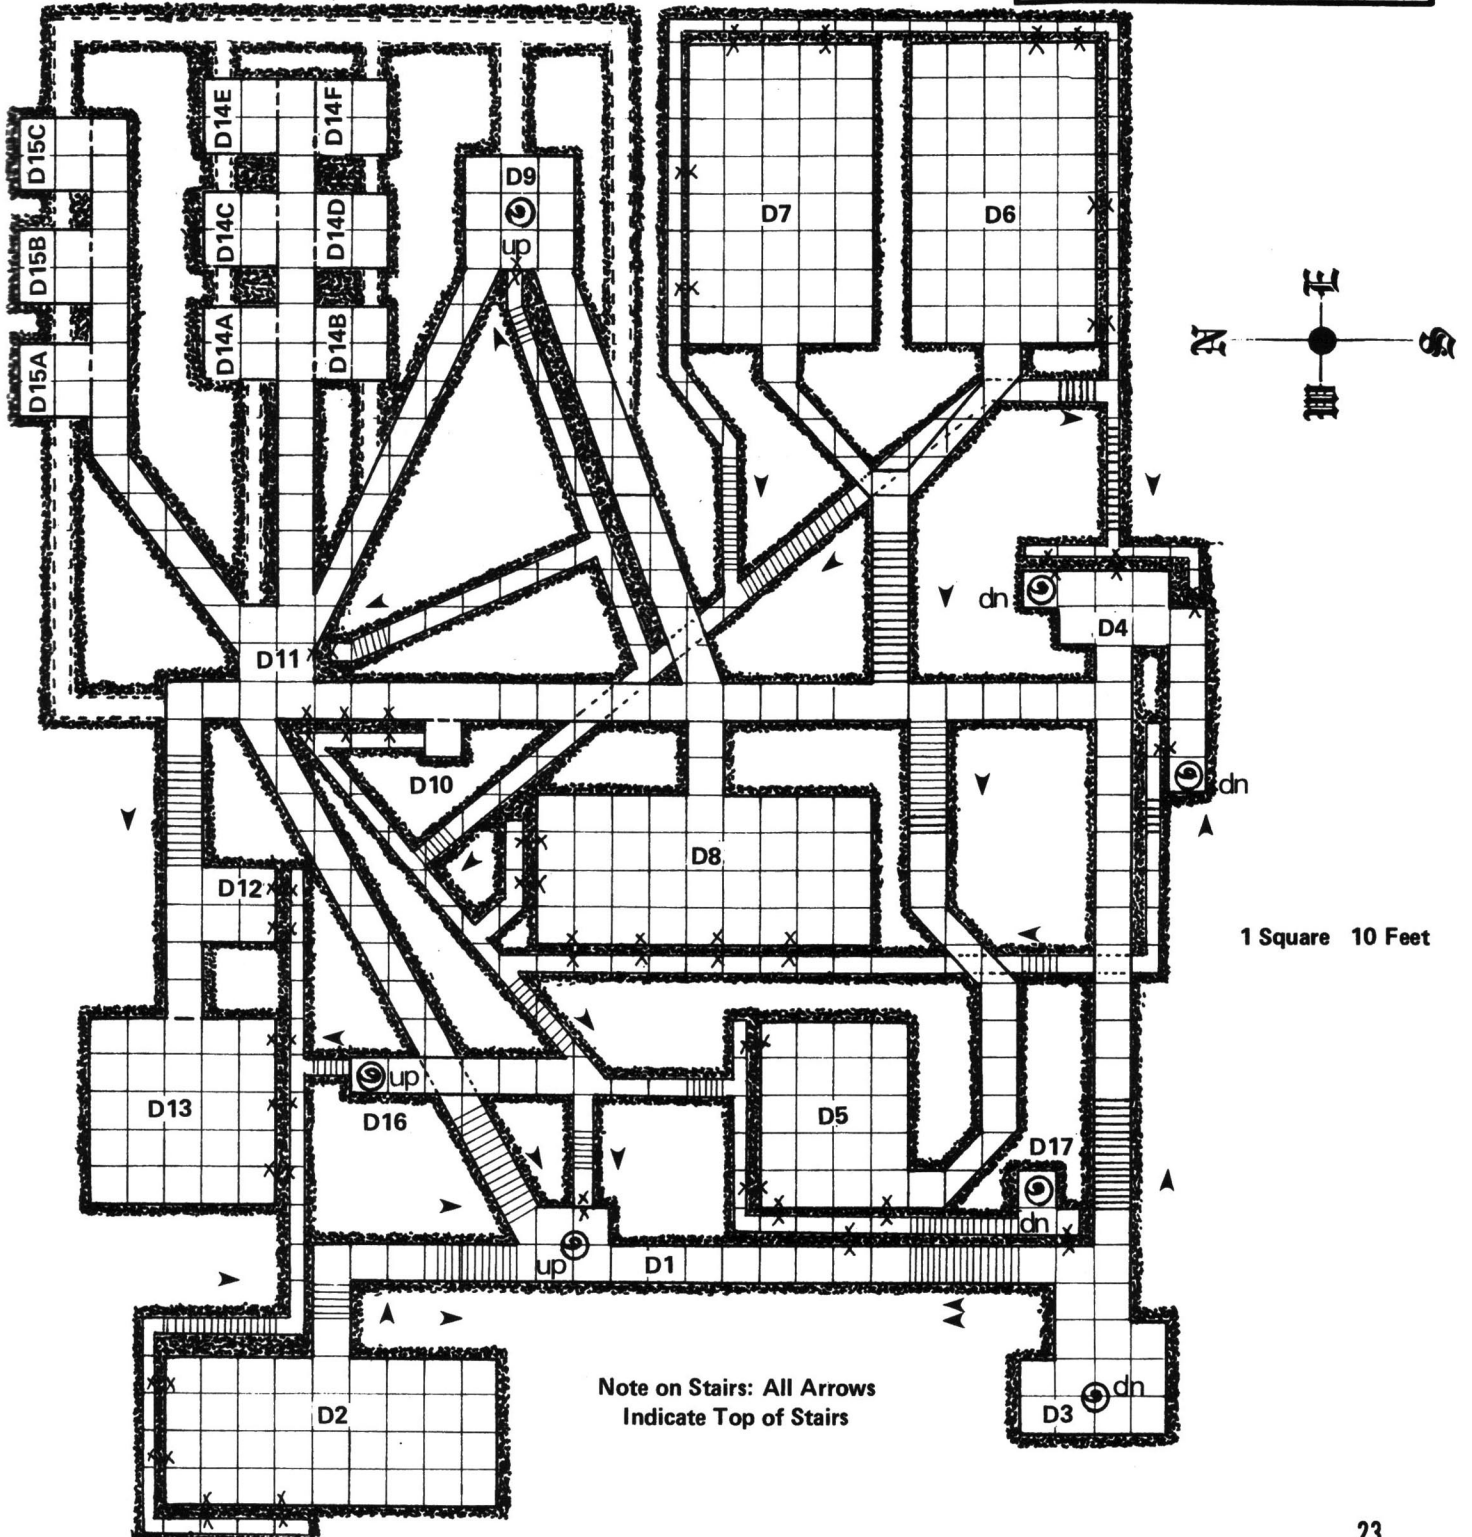 D15C
D14E
D14F
D9
up
D7
D6
D15B
D14C
D14D
D15A
D14A
D14B
E
N
S
W
dn
D4
D11
D10
dn
D8
D12
1 Square 10 Feet
up
D16
D13
D5
D17
dn
up
D1
Note on Stairs: All Arrows
Indicate Top of Stairs
D2
D3
dn
23